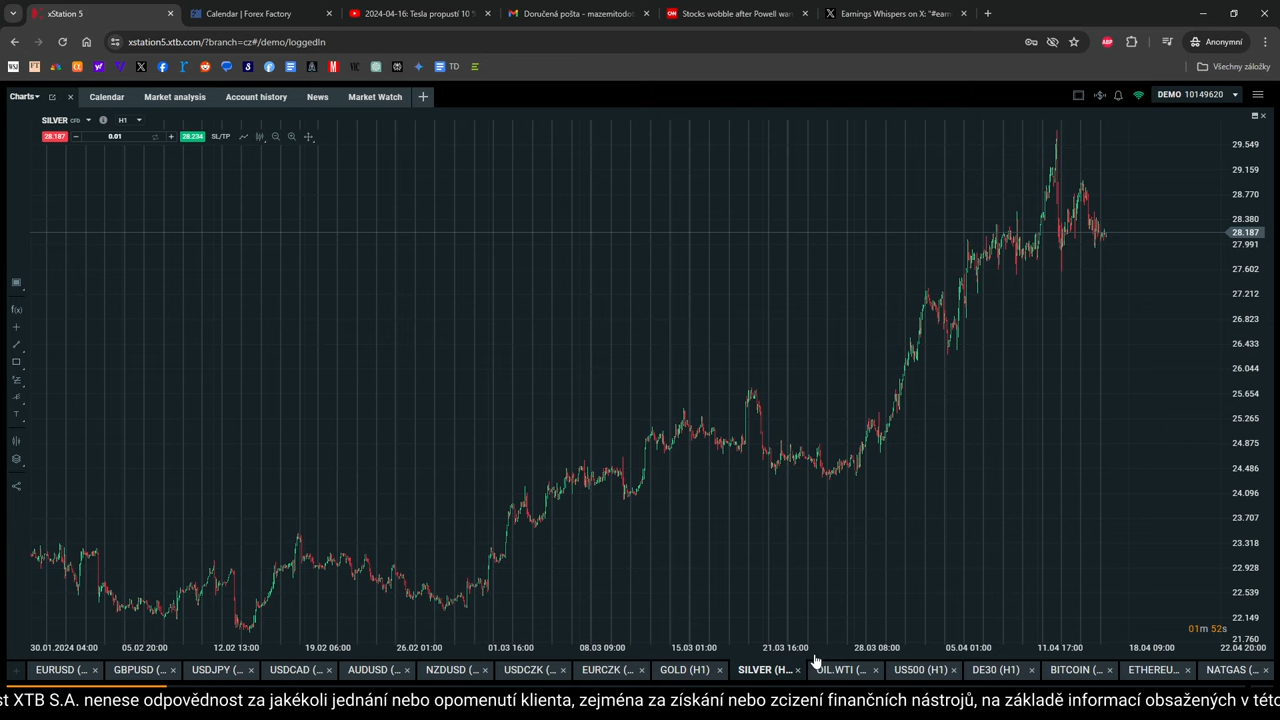 xStation 5
Calendar | Forex Factory
2024-04-16: Tesla propustí 10 5
Doručená pošta - mazemitodo
Stocks wobble after Powell war
Earnings Whispers on X: "#earn
xstation5.xtb.com/?branch=cz#/demo/loggedIn
Anonymní
TD
Všechny záložky
Charts
Calendar
Market analysis
Account history
News
Market Watch
DEMO 10149620
SILVER CFD
H1
28.187
0.01
28.234
SL/TP
29.549
29.159
28.770
28.380
28.187
27.991
27.602
27.212
26.823
26.433
26.044
25.654
25.265
24.875
24.486
24.096
23.707
23.318
22.928
22.539
22.149
21.760
01m 52s
30.01.2024 04:00
05.02 20:00
12.02 13:00
19.02 06:00
26.02 01:00
01.03 16:00
08.03 09:00
15.03 01:00
21.03 16:00
28.03 08:00
05.04 01:00
11.04 17:00
18.04 09:00
22.04 20:00
EURUSD (...
GBPUSD (...
USDJPY (...
USDCAD (...
AUDUSD (...
NZDUSD (...
USDCZK (...
EURCZK (...
GOLD (H1)
SILVER (H...
OIL.WTI (...
US500 (H1)
DE30 (H1)
BITCOIN (...
ETHEREU...
NATGAS (...
st XTB S.A. nenese odpovědnost za jakékoli jednání nebo opomenutí klienta, zejména za získání nebo zcizení finančních nástrojů, na základě informací obsažených v této